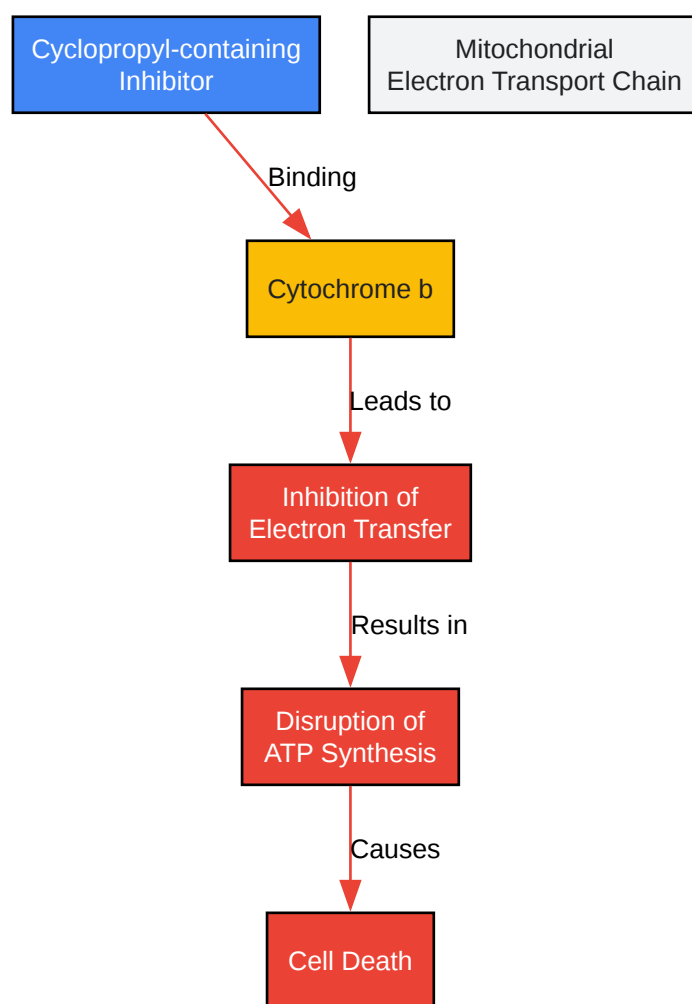 Cyclopropyl-containing
Inhibitor
Mitochondrial
Electron Transport Chain
Binding
Cytochrome b
Leads to
Inhibition of
Electron Transfer
Results in
Disruption of
ATP Synthesis
Causes
Cell Death